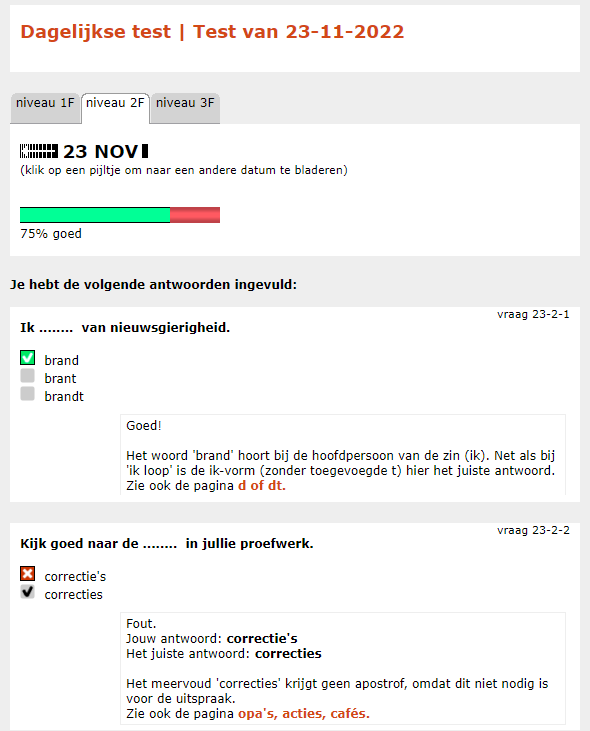 Dagelijkse test | Test van 23-11-2022
niveau 1F niveau 2F niveau 3F
23 NOV
(klik op een pijltje om naar een andere datum te bladeren)
75% goed
Je hebt de volgende antwoorden ingevuld:
vraag 23-2-1
Ik ........ van nieuwsgierigheid.
brand
brant
brandt
Goed!
Het woord 'brand' hoort bij de hoofdpersoon van de zin (ik). Net als bij
'ik loop' is de ik-vorm (zonder toegevoegde t) hier het juiste antwoord.
Zie ook de pagina d of dt.
vraag 23-2-2
Kijk goed naar de ........ in jullie proefwerk.
correctie's
correcties
Fout.
Jouw antwoord: correctie's
Het juiste antwoord: correcties
Het meervoud 'correcties' krijgt geen apostrof, omdat dit niet nodig is
voor de uitspraak.
Zie ook de pagina opa's, acties, cafés.